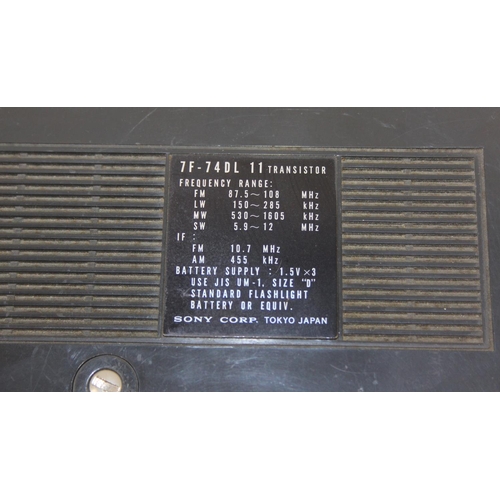 7F-74DL 11 TRANSISTOR
FREQUENCY RANGE:
FM 87.5~108 MHz
LW 150~285 kHz
MW 530~1605 kHz
SW 5.9~12 MHz
IF :
FM 10.7 MHz
AM 455 kHz
BATTERY SUPPLY : 1.5V×3
USE JIS UM-1. SIZE "D"
STANDARD FLASHLIGHT
BATTERY OR EQUIV.
SONY CORP. TOKYO JAPAN